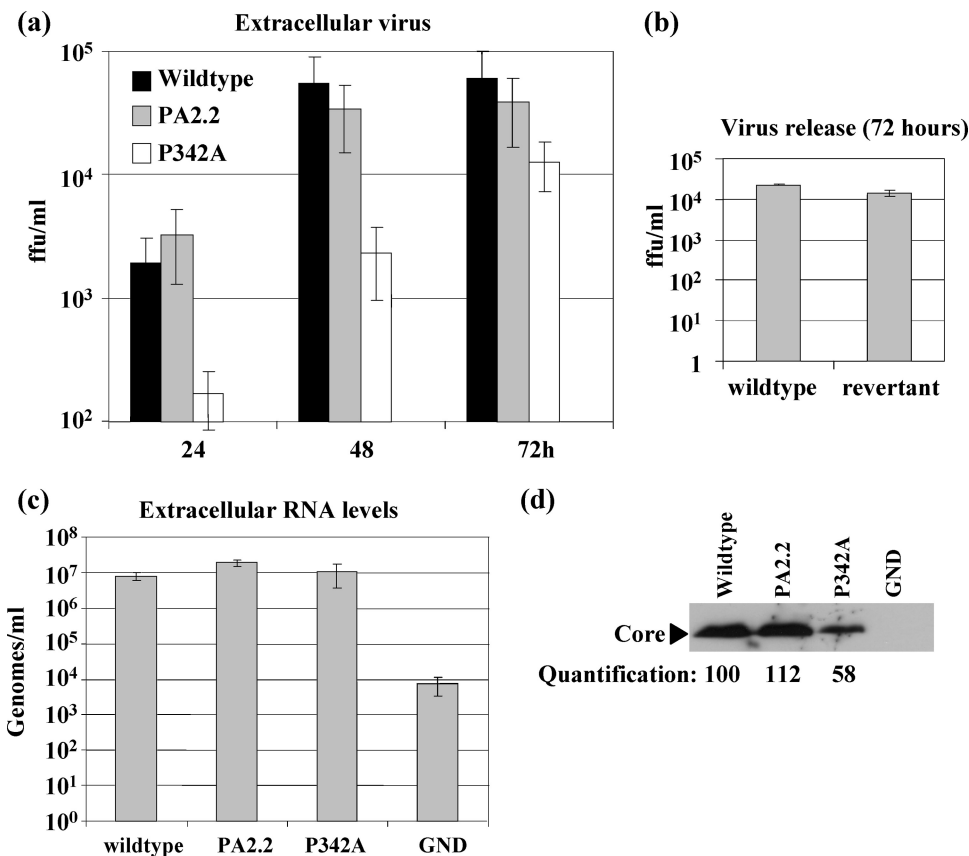 (a)
Extracellular virus
ffu/ml
10⁵
10⁴
10³
10²
Wildtype
PA2.2
P342A
24 48 72h
(b)
Virus release (72 hours)
ffu/ml
10⁵
10⁴
10³
10²
10¹
1
wildtype revertant
(c)
Extracellular RNA levels
Genomes/ml
10⁸
10⁷
10⁶
10⁵
10⁴
10³
10²
10¹
10⁰
wildtype PA2.2 P342A GND
(d)
Wildtype
PA2.2
P342A
GND
Core
Quantification: 100 112 58